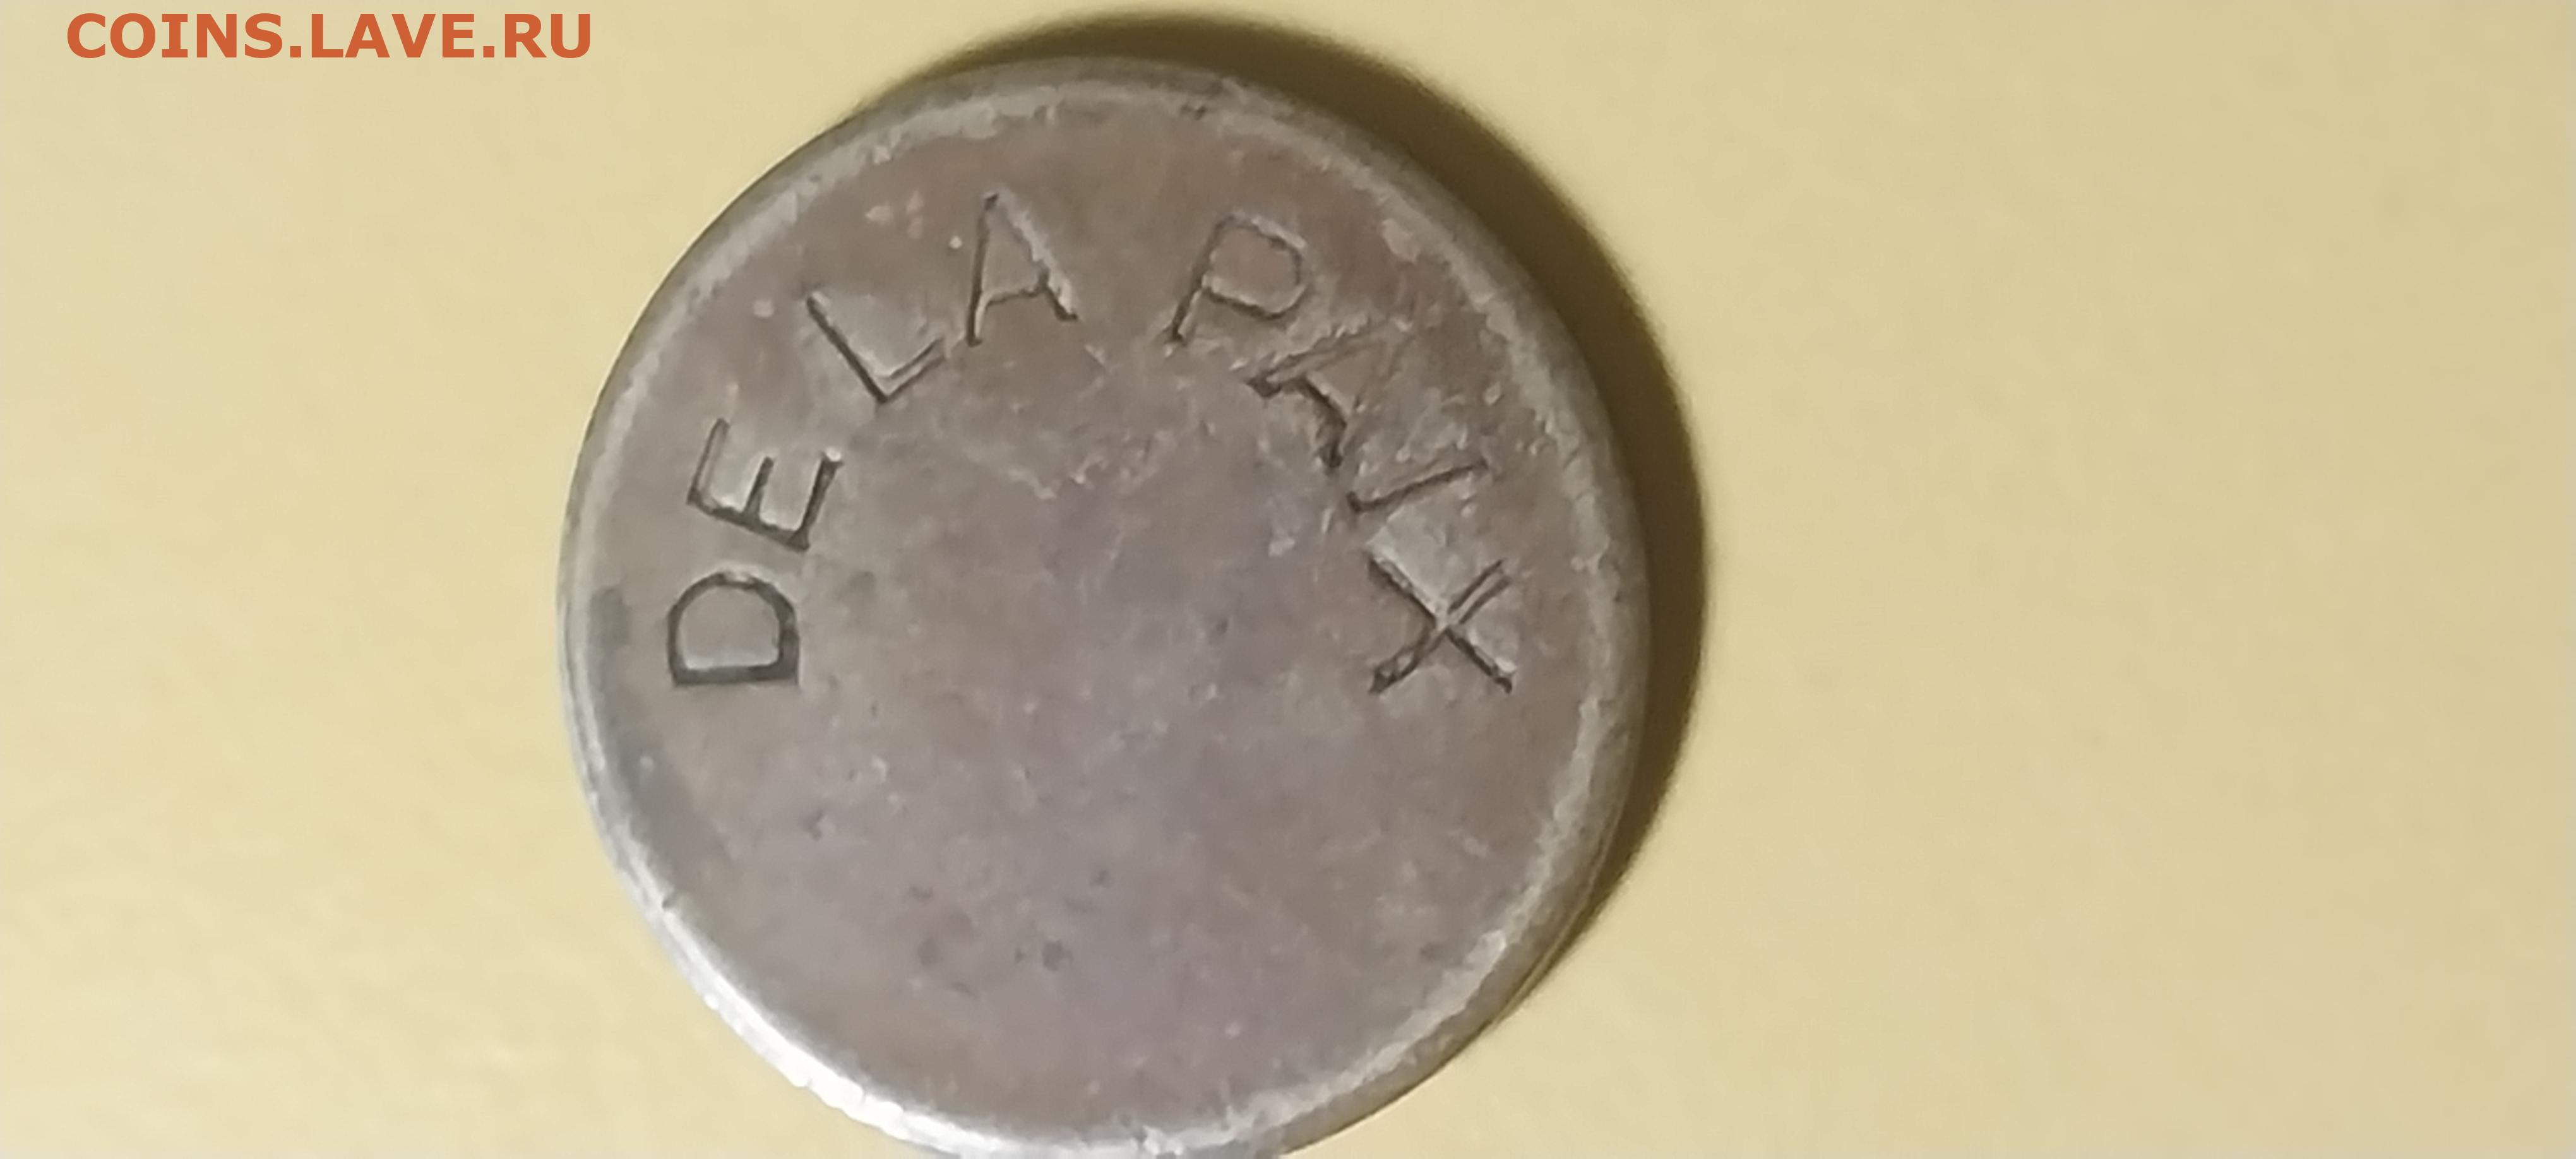 COINS.LAVE.RU
DE LA PAIX